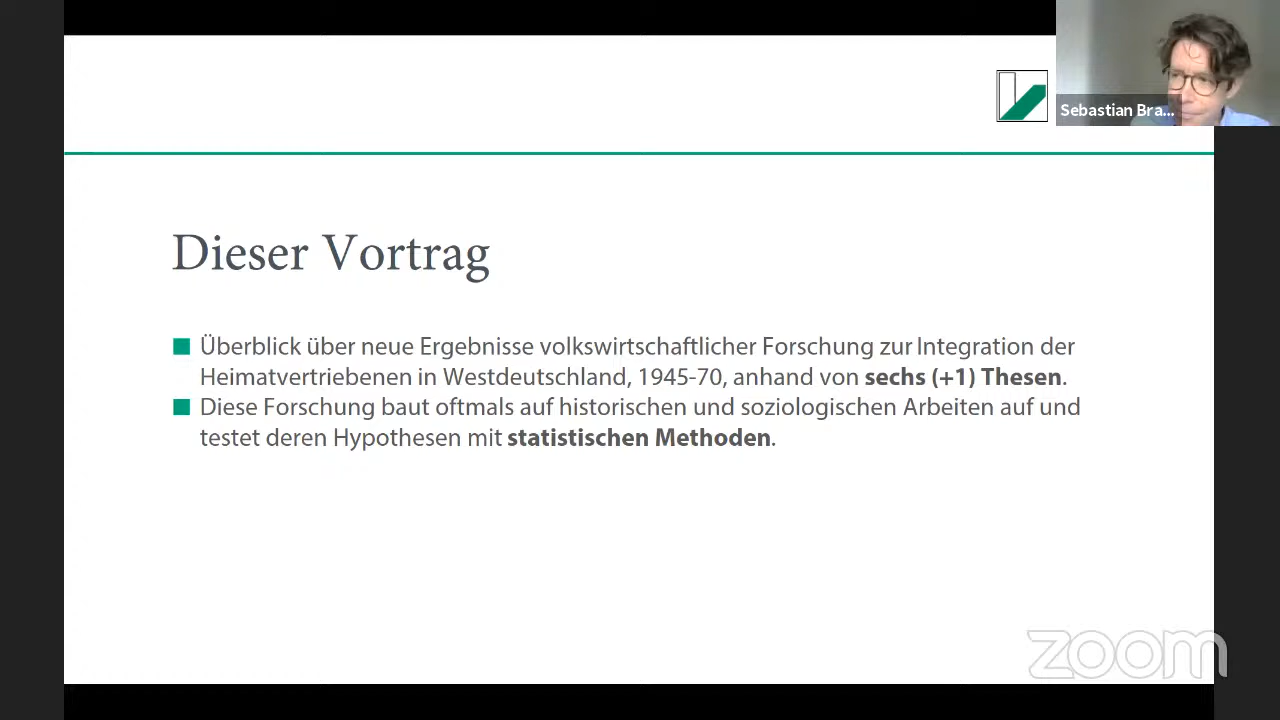 Sebastian Bra...
Dieser Vortrag
Überblick über neue Ergebnisse volkswirtschaftlicher Forschung zur Integration der
Heimatvertriebenen in Westdeutschland, 1945-70, anhand von sechs (+1) Thesen.
Diese Forschung baut oftmals auf historischen und soziologischen Arbeiten auf und
testet deren Hypothesen mit statistischen Methoden.
zoom